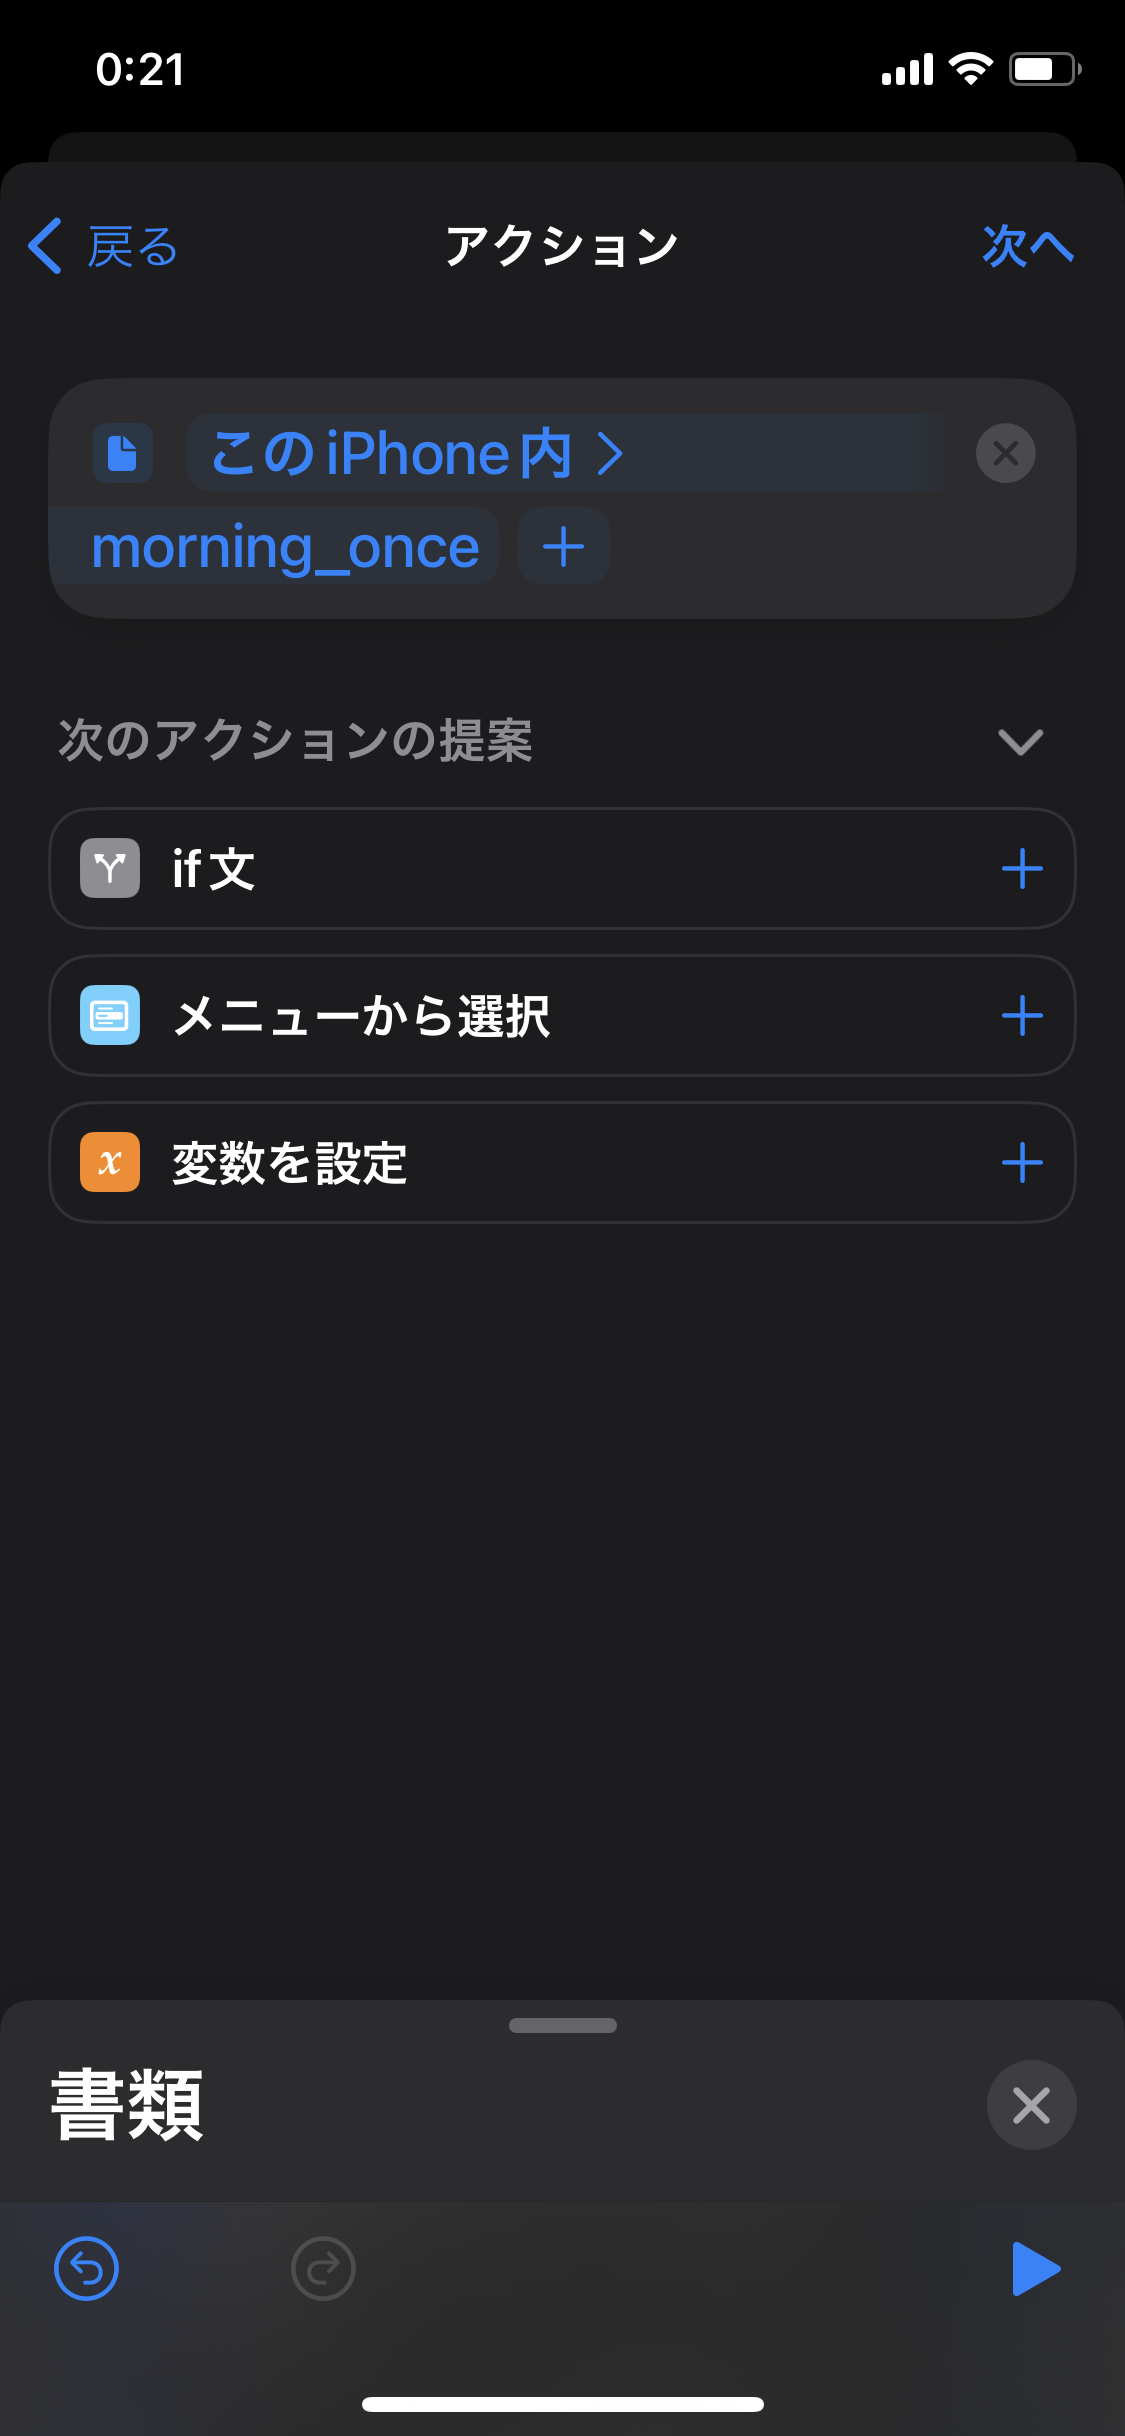 0:21
戻る
アクション
次へ
このiPhone内
morning_once
次のアクションの提案
if文
メニューから選択
x
変数を設定
書類